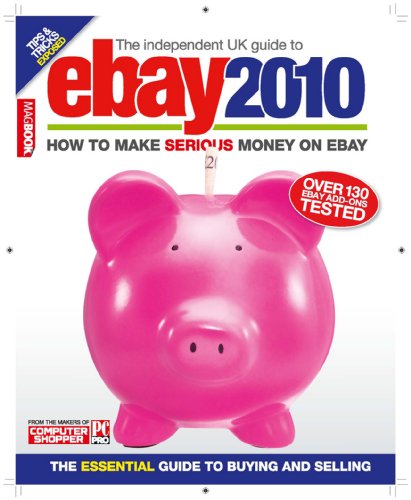 TIPS &
TRICKS
EXPOSED
The independent UK guide to
ebay2010
MAGBOOK
HOW TO MAKE SERIOUS MONEY ON EBAY
OVER 130
EBAY ADD-ONS
TESTED
FROM THE MAKERS OF
COMPUTER
SHOPPER
PC
PRO
THE ESSENTIAL GUIDE TO BUYING AND SELLING